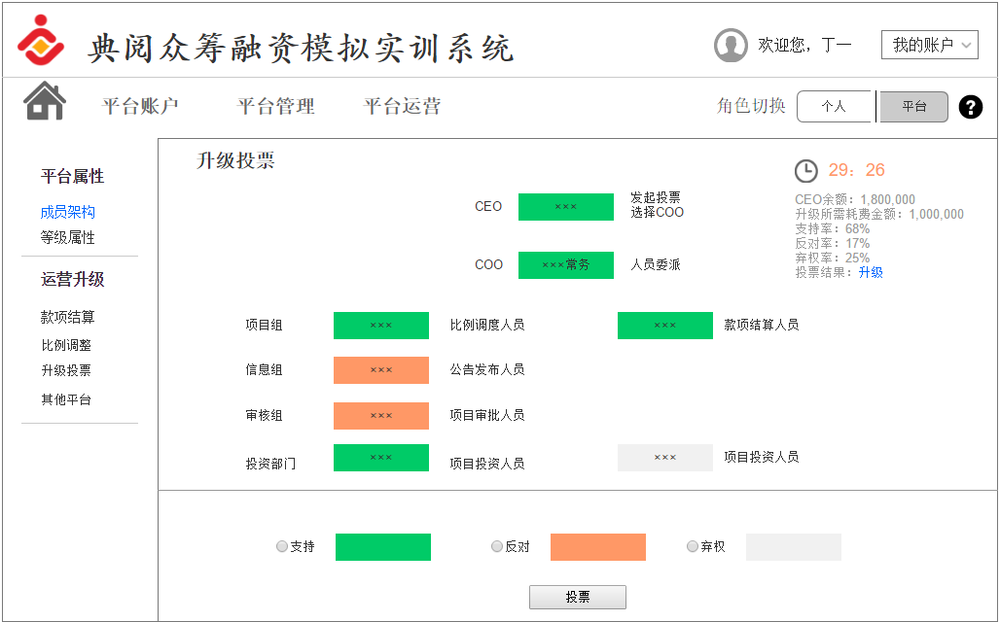 典阅众筹融资模拟实训系统
欢迎您，丁一
我的账户
平台账户
平台管理
平台运营
角色切换
个人
平台
?
平台属性
成员架构
等级属性
运营升级
款项结算
比例调整
升级投票
其他平台
升级投票
29：26
CEO余额：1,800,000
升级所需耗费金额：1,000,000
支持率：68%
反对率：17%
弃权率：25%
投票结果：升级
CEO ××× 发起投票
选择COO
COO ×××常务 人员委派
项目组 ××× 比例调度人员 ××× 款项结算人员
信息组 ××× 公告发布人员
审核组 ××× 项目审批人员
投资部门 ××× 项目投资人员 ××× 项目投资人员
支持 反对 弃权
投票